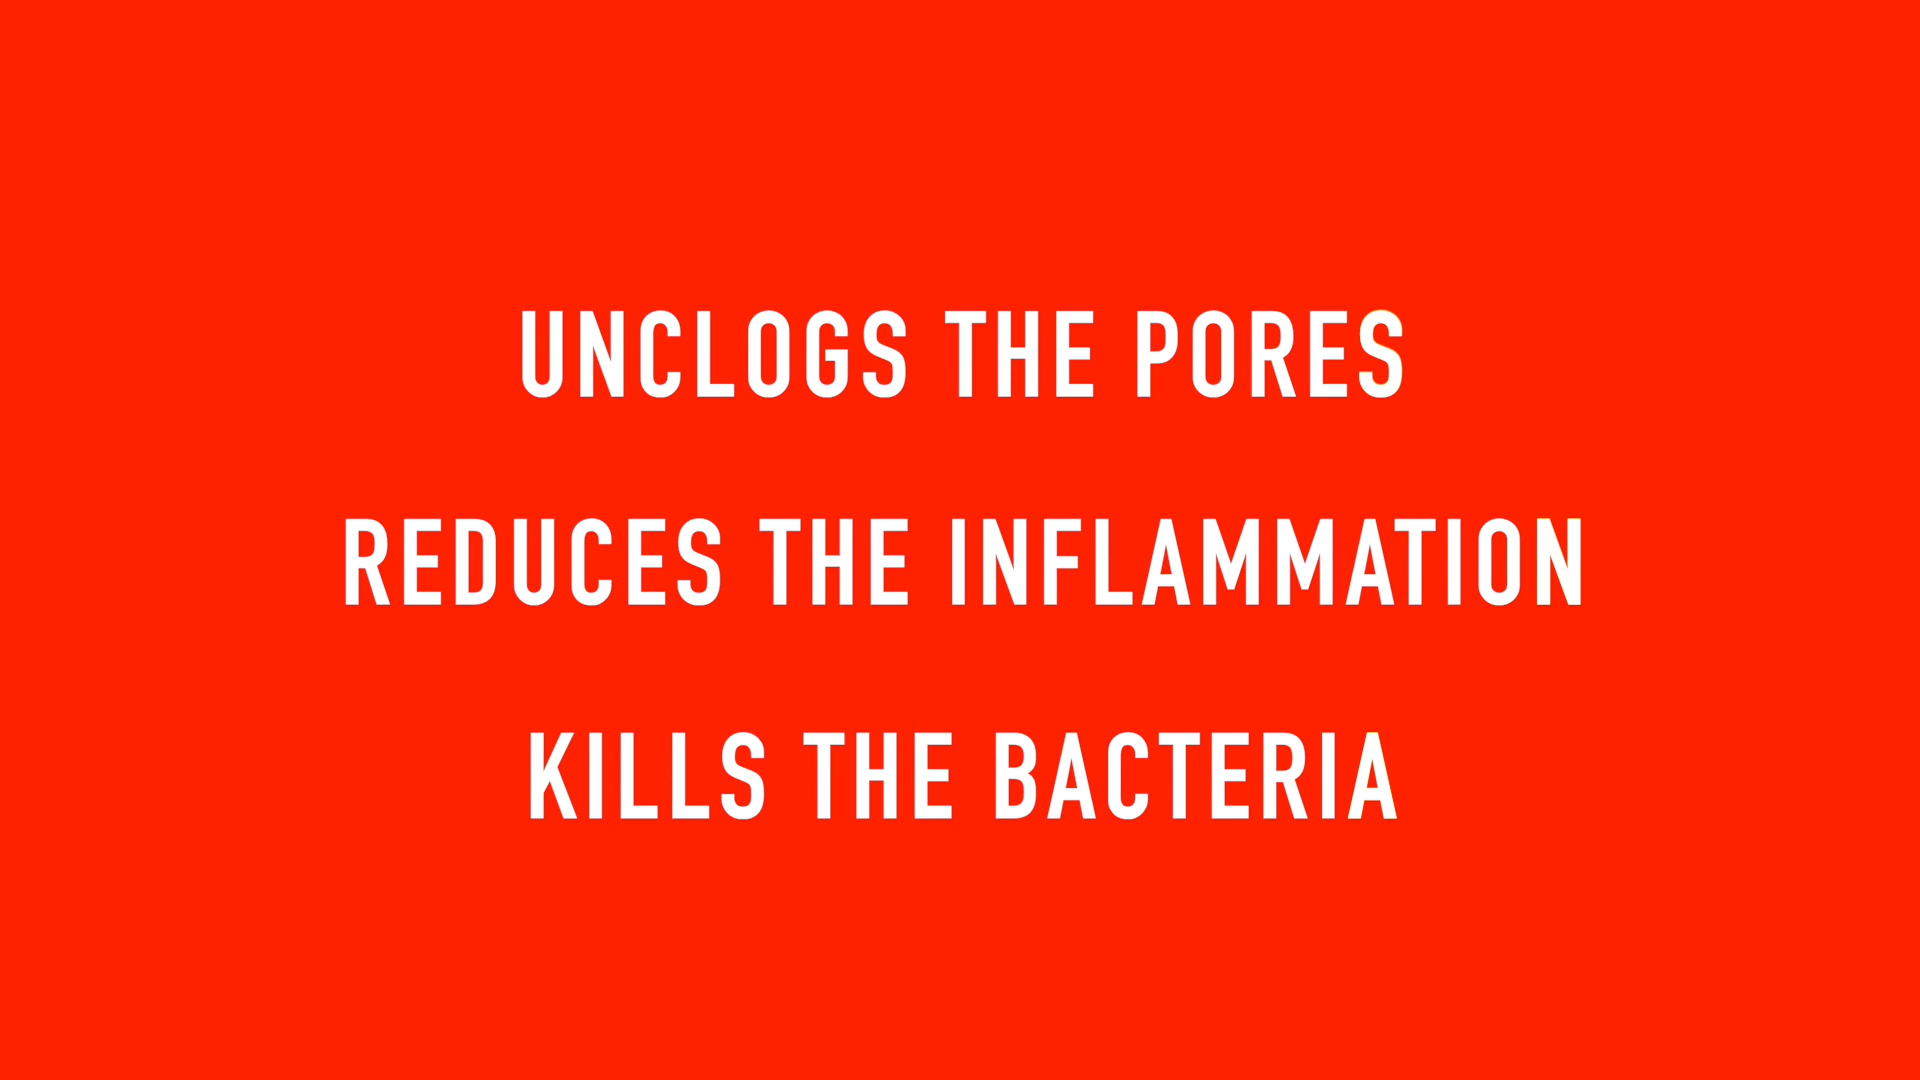 UNCLOGS THE PORES
REDUCES THE INFLAMMATION
KILLS THE BACTERIA